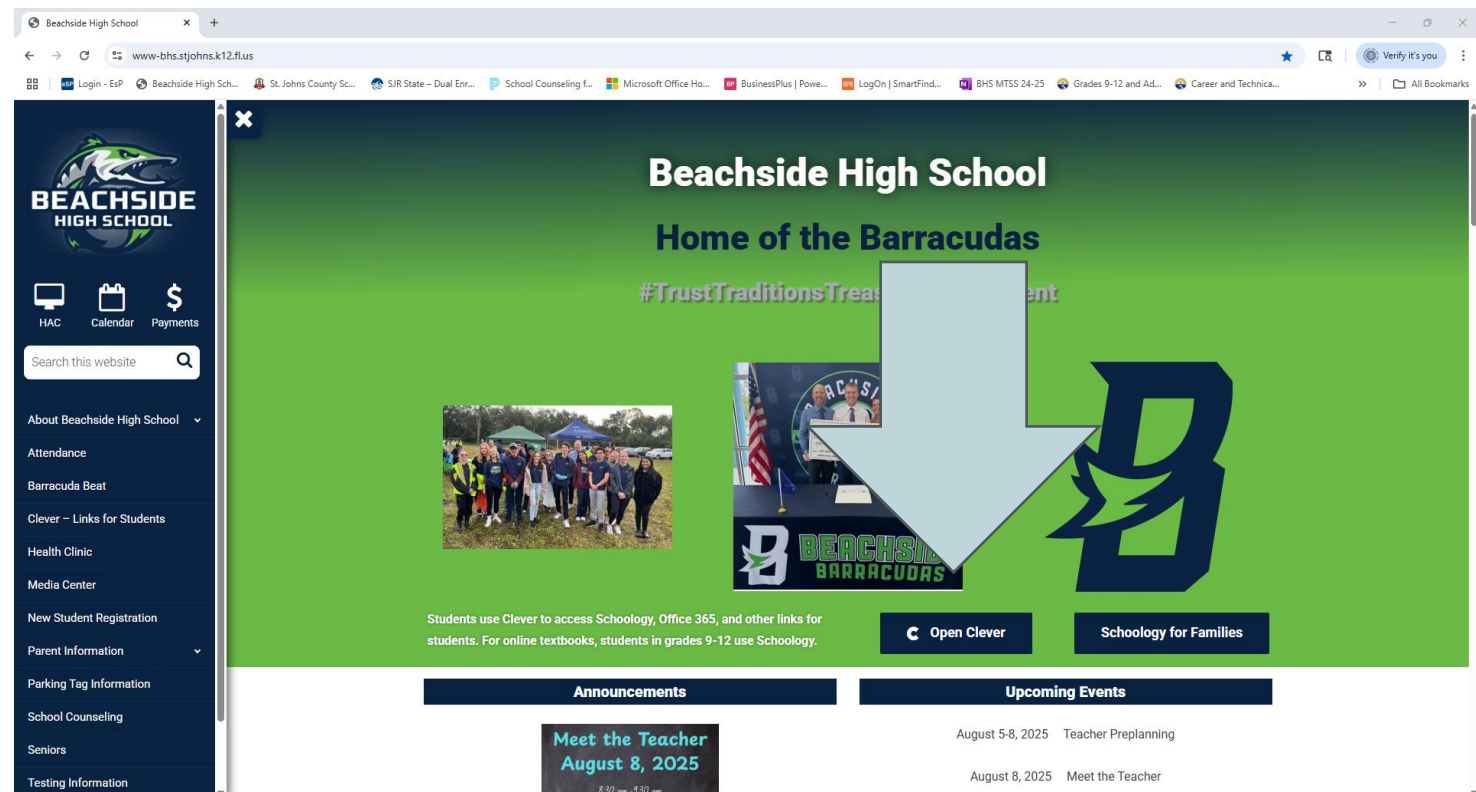 Beachside High School
www-bhs.stjohns.k12.fl.us
Verify it's you
Login - EsP
Beachside High Sch...
St. Johns County Sc...
SJR State – Dual Enr...
School Counseling f...
Microsoft Office Ho...
BusinessPlus | Powe...
LogOn | SmartFind...
BHS MTSS 24-25
Grades 9-12 and Ad...
Career and Technica...
All Bookmarks
BEACHSIDE
HIGH SCHOOL
HAC
Calendar
Payments
Search this website
About Beachside High School
Attendance
Barracuda Beat
Clever – Links for Students
Health Clinic
Media Center
New Student Registration
Parent Information
Parking Tag Information
School Counseling
Seniors
Testing Information
Beachside High School
Home of the Barracudas
BARRACUDAS
Students use Clever to access Schoology, Office 365, and other links for
students. For online textbooks, students in grades 9-12 use Schoology.
Open Clever
Schoology for Families
Announcements
Meet the Teacher
August 8, 2025
8:30 am - 9:30 am
Upcoming Events
August 5-8, 2025 Teacher Preplanning
August 8, 2025 Meet the Teacher